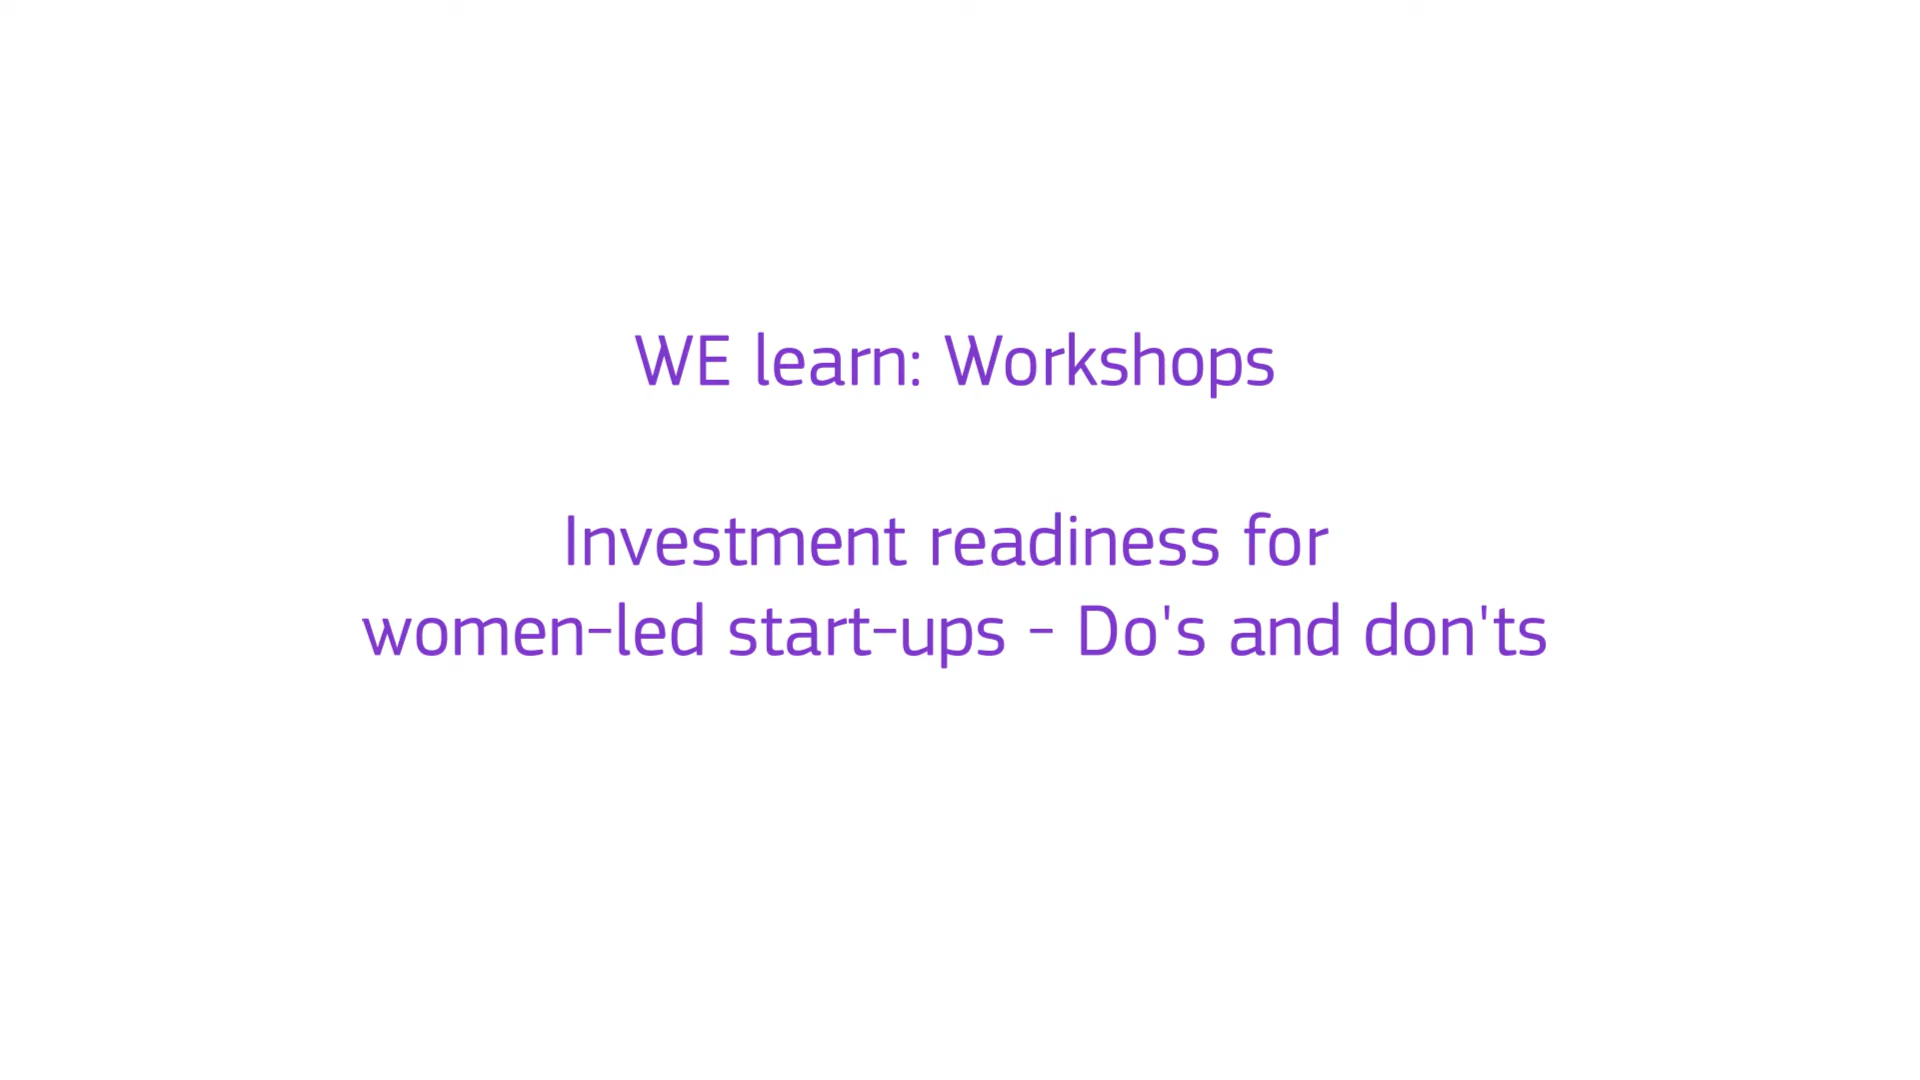 WE learn: Workshops
Investment readiness for
women-led start-ups - Do's and don'ts